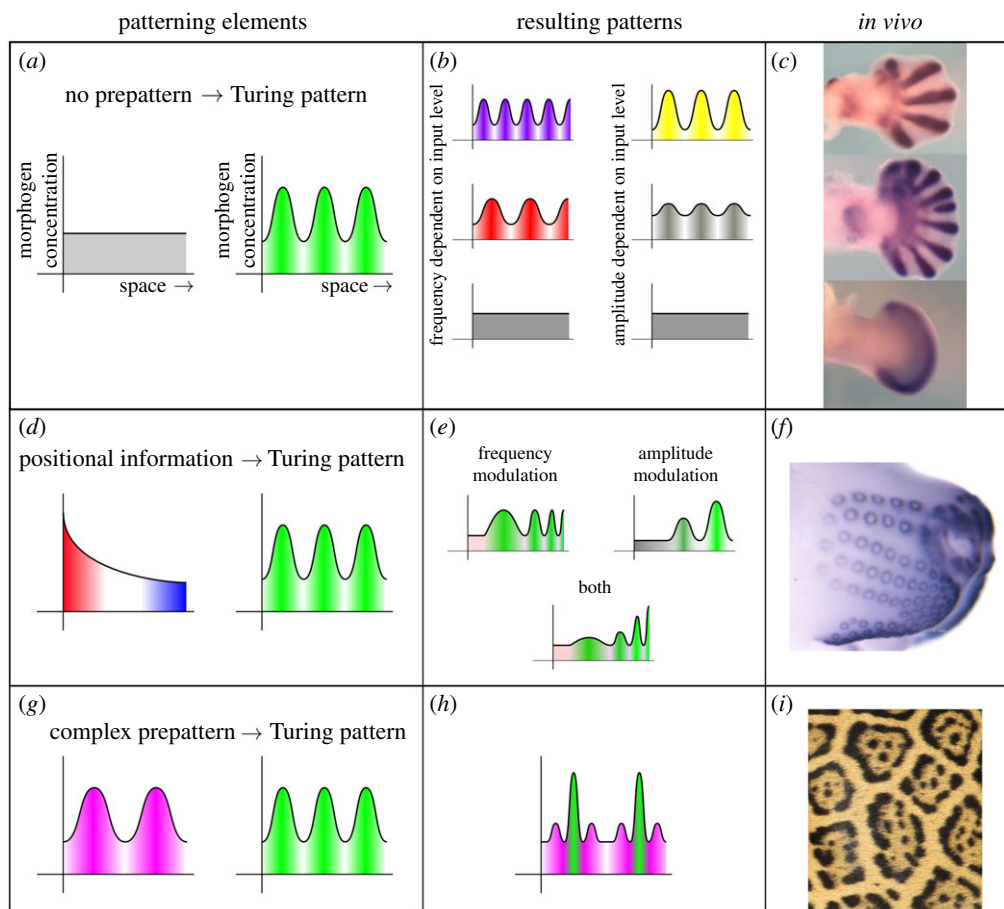 patterning elements
resulting patterns
in vivo
(a)
no prepattern → Turing pattern
morphogen
concentration
space →
morphogen
concentration
space →
(b)
frequency dependent on input level
amplitude dependent on input level
(c)
(d)
positional information → Turing pattern
(e)
frequency
modulation
amplitude
modulation
both
(f)
(g)
complex prepattern → Turing pattern
(h)
(i)